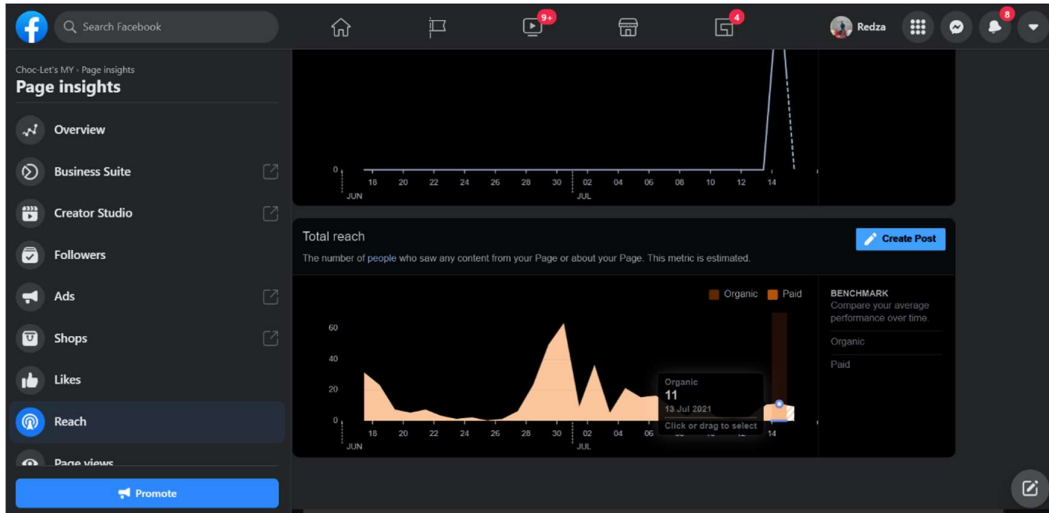 Search Facebook
9+
4
Redza
8
Choc-Let's MY · Page insights
Page insights
Overview
Business Suite
Creator Studio
Followers
Ads
Shops
Likes
Reach
Page views
Promote
0
18 20 22 24 26 28 30 02 04 06 08 10 12 14
JUN JUL
Total reach
Create Post
The number of people who saw any content from your Page or about your Page. This metric is estimated.
Organic Paid
BENCHMARK
Compare your average
performance over time.
Organic
Paid
60
40
20
0
Organic
11
13 Jul 2021
Click or drag to select
18 20 22 24 26 28 30 02 04 06 14
JUN JUL